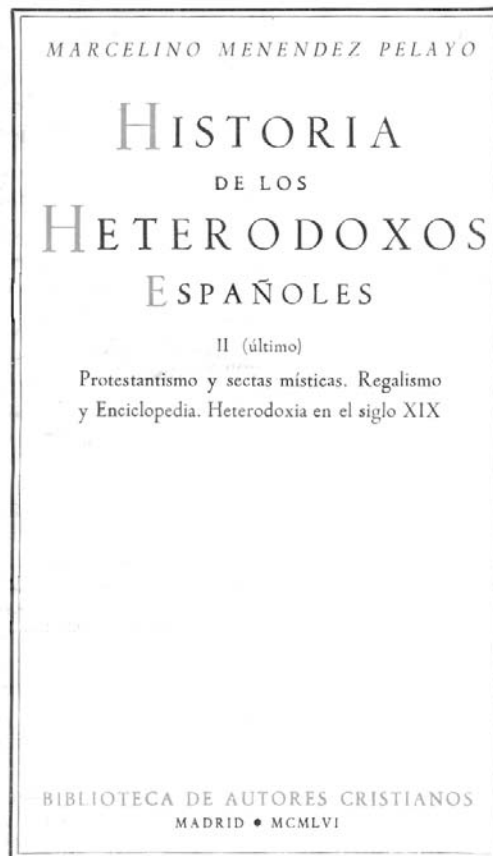 MARCELINO MENENDEZ PELAYO
HISTORIA
DE LOS
HETERODOXOS
ESPAÑOLES
II (último)
Protestantismo y sectas místicas. Regalismo
y Enciclopedia. Heterodoxia en el siglo XIX
BIBLIOTECA DE AUTORES CRISTIANOS
MADRID • MCMLVI